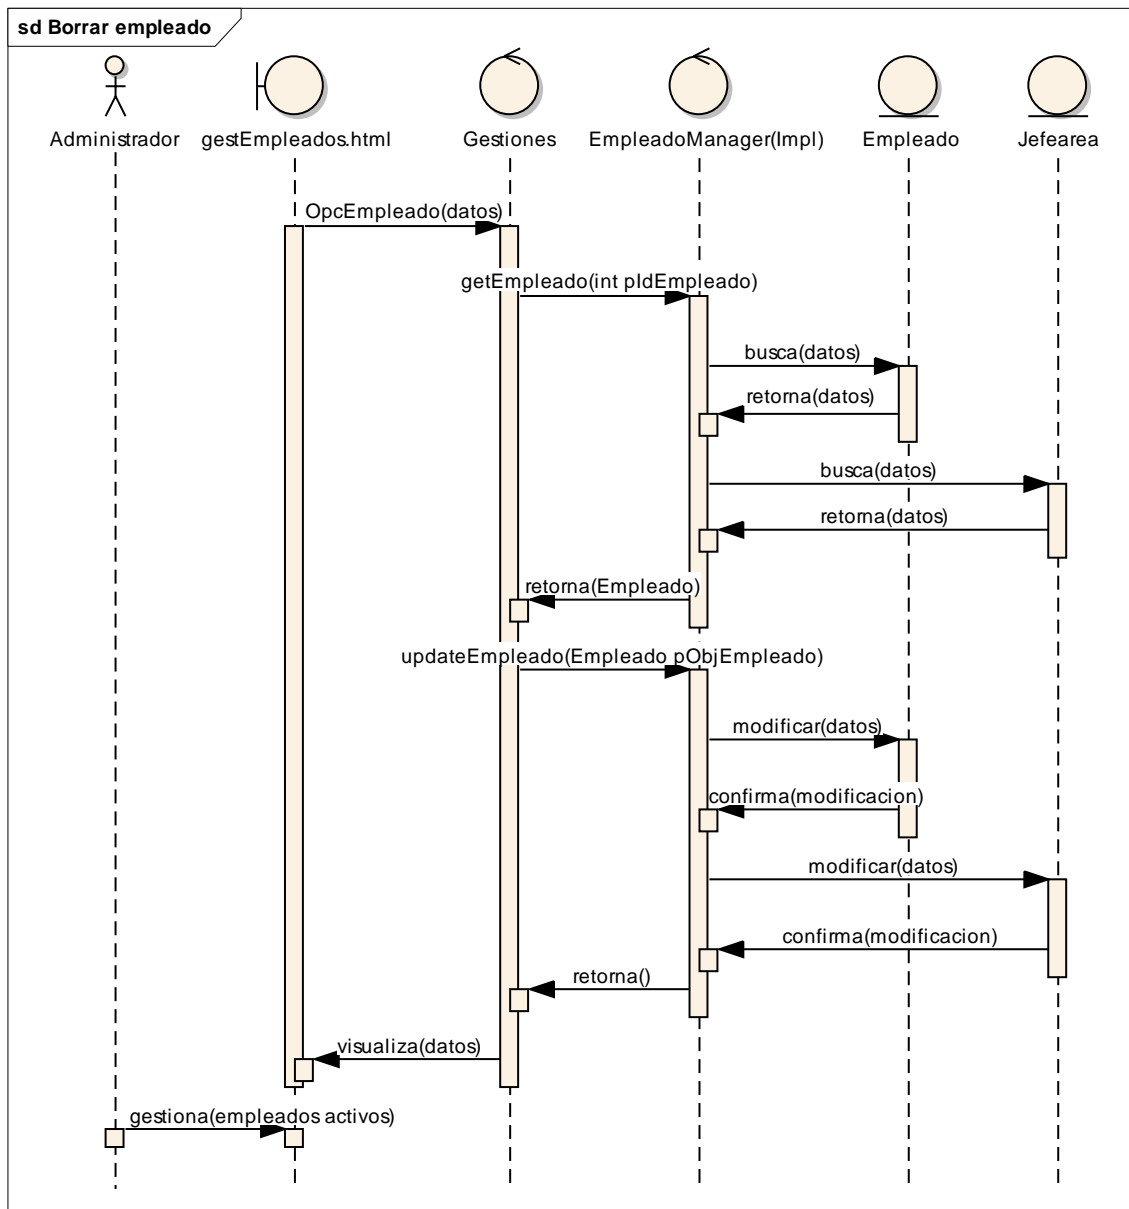 sd Borrar empleado
Administrador
gestEmpleados.html
Gestiones
EmpleadoManager(Impl)
Empleado
Jefearea
OpcEmpleado(datos)
getEmpleado(int pIdEmpleado)
busca(datos)
retorna(datos)
busca(datos)
retorna(datos)
retorna(Empleado)
updateEmpleado(Empleado pObjEmpleado)
modificar(datos)
confirma(modificacion)
modificar(datos)
confirma(modificacion)
retorna()
visualiza(datos)
gestiona(empleados activos)